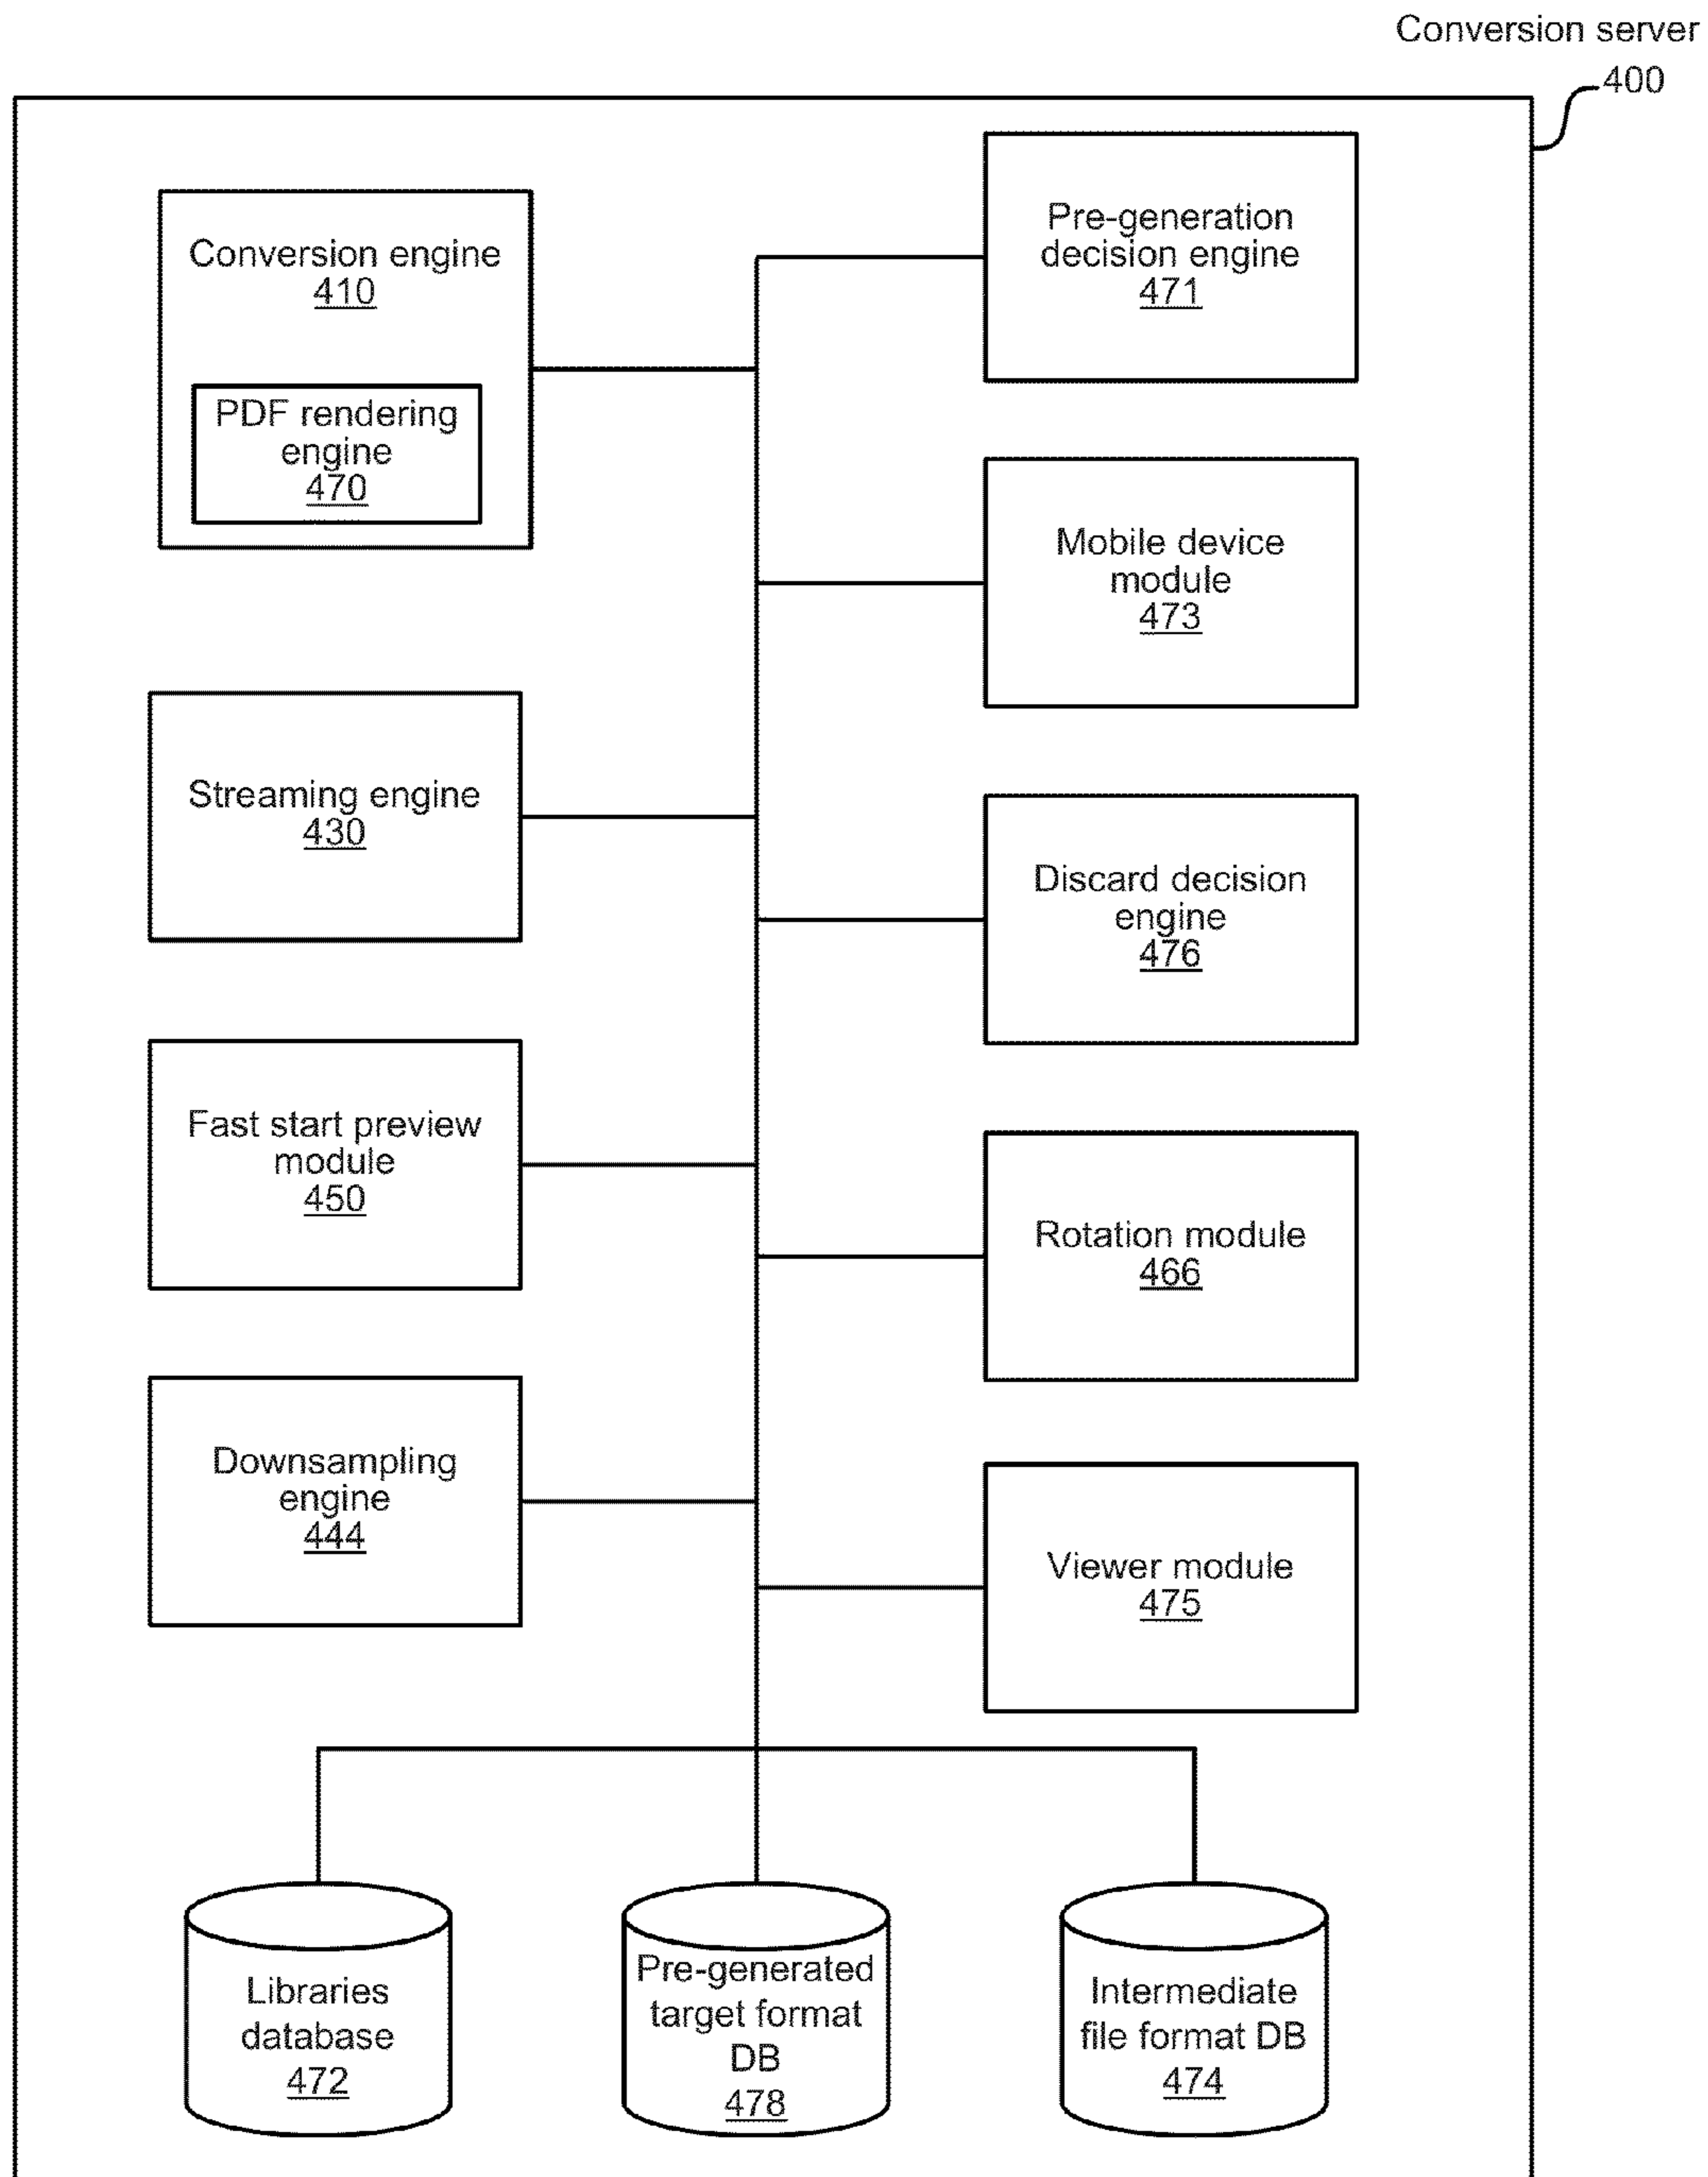 Conversion server
400
Conversion engine
410
PDF rendering
engine
470
Streaming engine
430
Fast start preview
module
450
Downsampling
engine
444
Pre-generation
decision engine
471
Mobile device
module
473
Discard decision
engine
476
Rotation module
466
Viewer module
475
Libraries
database
472
Pre-generated
target format
DB
478
Intermediate
file format DB
474